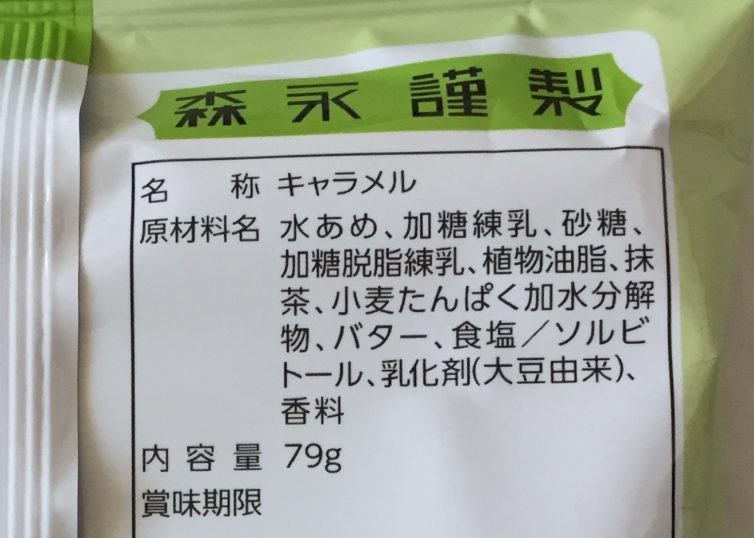 森永謹製
名称 キャラメル
原材料名 水あめ、加糖練乳、砂糖、
加糖脱脂練乳、植物油脂、抹
茶、小麦たんぱく加水分解
物、バター、食塩／ソルビ
トール、乳化剤(大豆由来)、
香料
内容量 79g
賞味期限